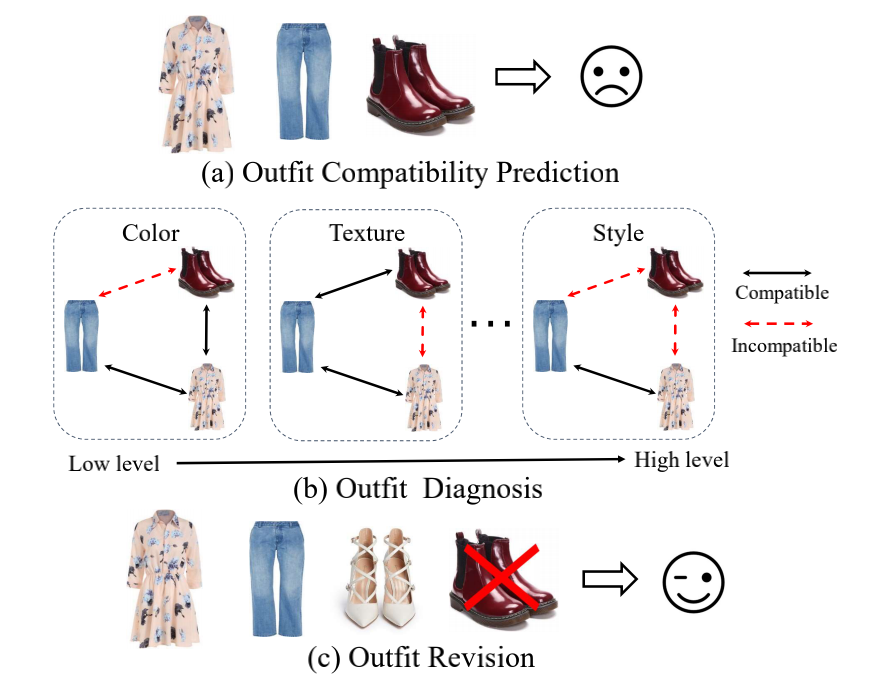 (a) Outfit Compatibility Prediction
Color
Texture
Style
...
Compatible
Incompatible
Low level
High level
(b) Outfit Diagnosis
(c) Outfit Revision